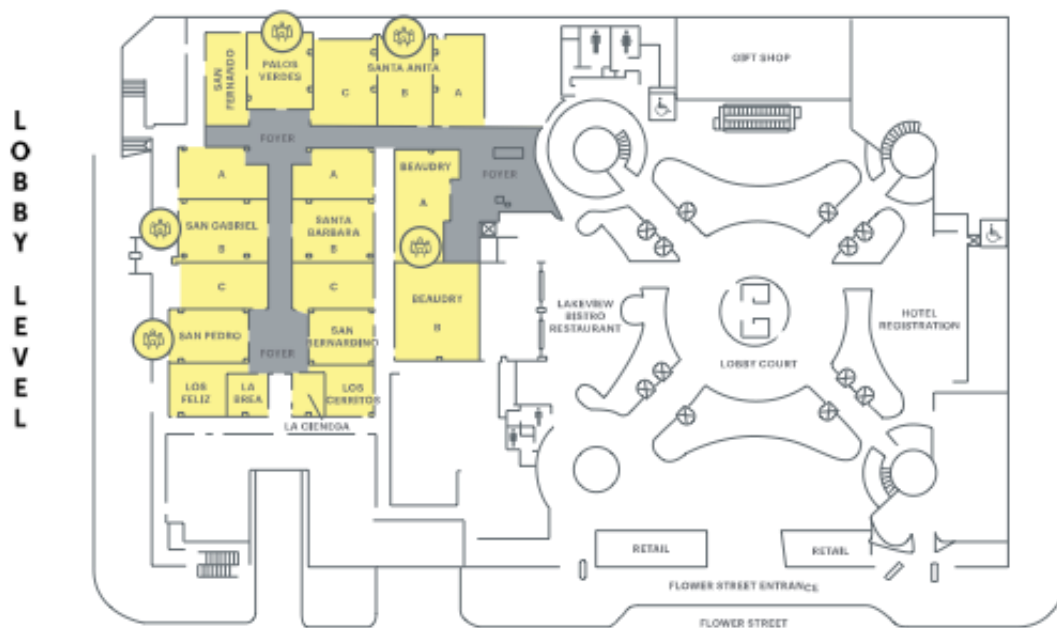 LOBBY LEVEL
SAN
FERNANDO
PALOS
VERDES
SANTA ANITA
C
B
A
GIFT SHOP
FOYER
A
A
BEAUDRY
A
FOYER
SAN GABRIEL
B
SANTA
BARBARA
B
C
C
BEAUDRY
B
LAKEVIEW
BISTRO
RESTAURANT
HOTEL
REGISTRATION
LOBBY COURT
SAN PEDRO
FOYER
SAN
BERNARDINO
LOS
FELIZ
LA
BREA
LOS
CERRITOS
LA CIENEGA
RETAIL
RETAIL
FLOWER STREET ENTRANCE
FLOWER STREET